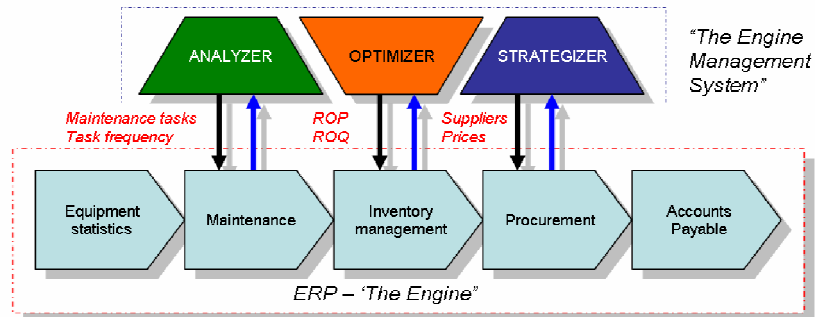 ANALYZER
OPTIMIZER
STRATEGIZER
“The Engine
Management
System”
Maintenance tasks
Task frequency
ROP
ROQ
Suppliers
Prices
Equipment
statistics
Maintenance
Inventory
management
Procurement
Accounts
Payable
ERP – ‘The Engine”